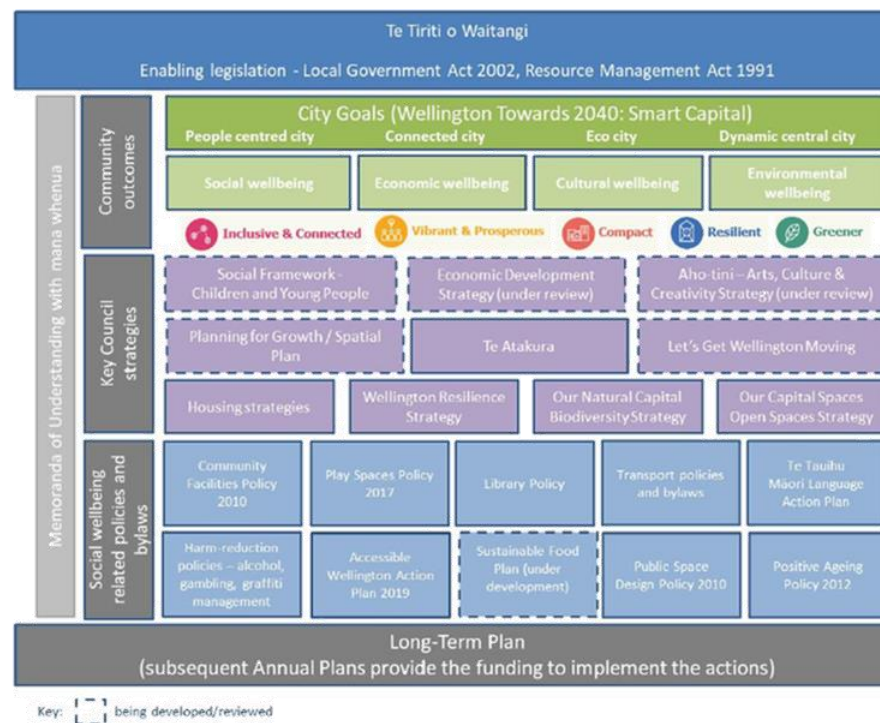 Te Tiriti o Waitangi
Enabling legislation - Local Government Act 2002, Resource Management Act 1991
Memoranda of Understanding with mana whenua
Community
outcomes
City Goals (Wellington Towards 2040: Smart Capital)
People centred city
Connected city
Eco city
Dynamic central city
Social wellbeing
Economic wellbeing
Cultural wellbeing
Environmental
wellbeing
Inclusive & Connected
Vibrant & Prosperous
Compact
Resilient
Greener
Key Council
strategies
Social Framework -
Children and Young People
Economic Development
Strategy (under review)
Aho-tini – Arts, Culture &
Creativity Strategy (under review)
Planning for Growth / Spatial
Plan
Te Atakura
Let's Get Wellington Moving
Housing strategies
Wellington Resilience
Strategy
Our Natural Capital
Biodiversity Strategy
Our Capital Spaces
Open Spaces Strategy
Social wellbeing
related policies and
bylaws
Community
Facilities Policy
2010
Play Spaces Policy
2017
Library Policy
Transport policies
and bylaws
Te Tauihu
Māori Language
Action Plan
Harm-reduction
policies – alcohol,
gambling, graffiti
management
Accessible
Wellington Action
Plan 2019
Sustainable Food
Plan (under
development)
Public Space
Design Policy 2010
Positive Ageing
Policy 2012
Long-Term Plan
(subsequent Annual Plans provide the funding to implement the actions)
Key: being developed/reviewed